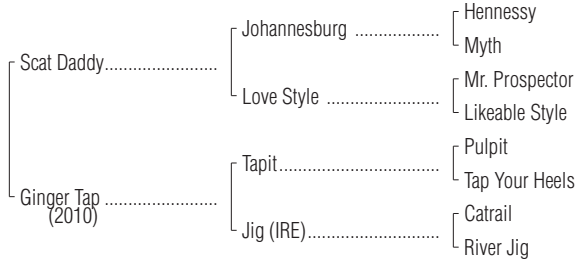 Hennessy
Johannesburg ....................
Myth
Scat Daddy.........................
Mr. Prospector
Love Style ..........................
Likeable Style
Pulpit
Tapit.....................................
Tap Your Heels
Ginger Tap .........................
(2010)
Catrail
Jig (IRE)..............................
River Jig